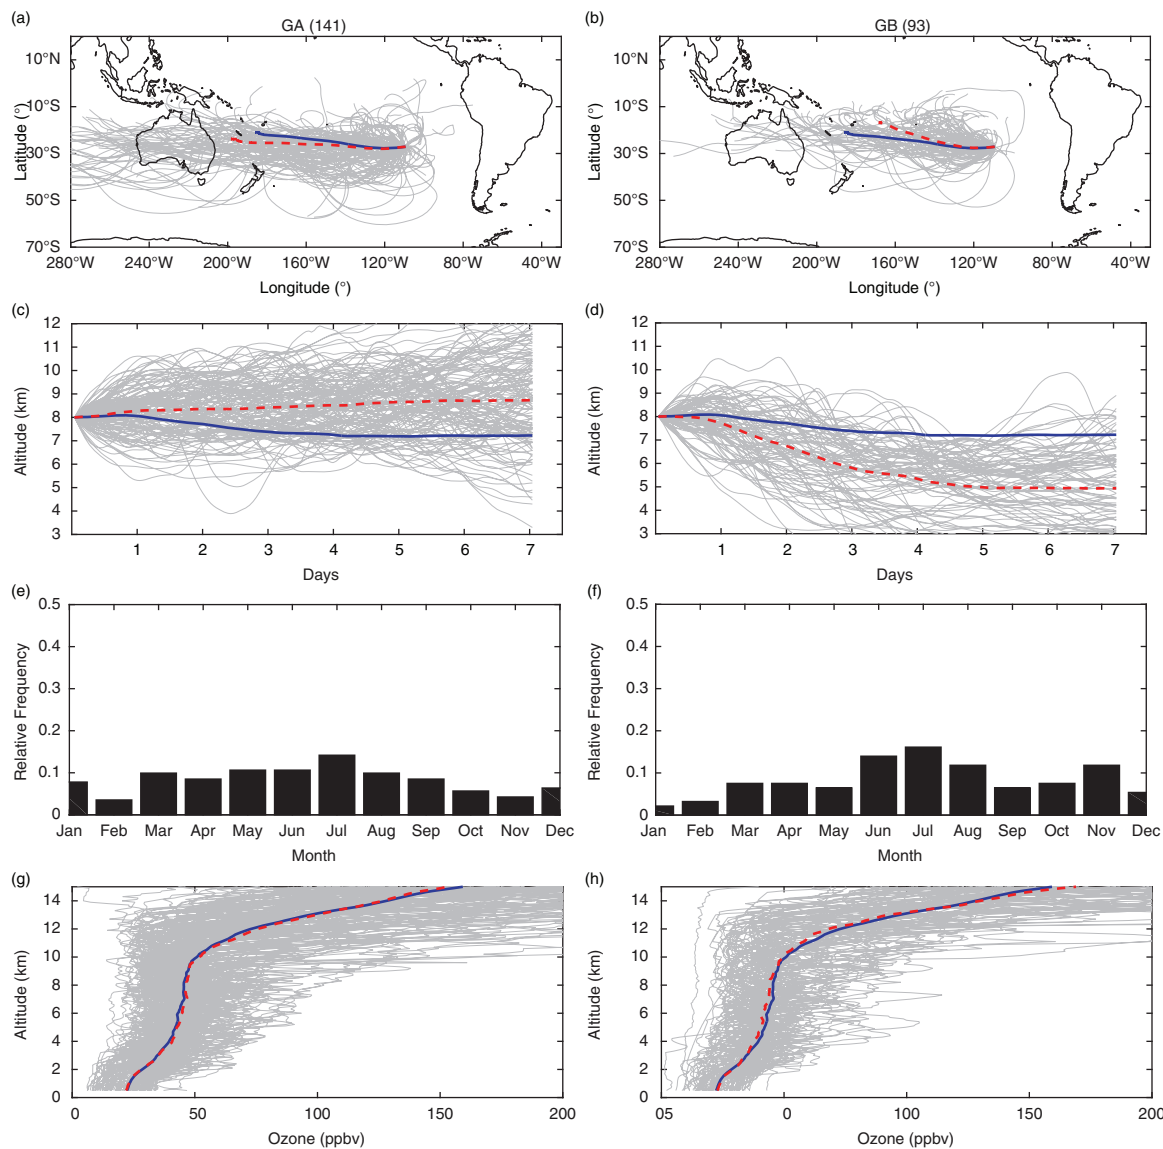 (a) GA (141) (b) GB (93)
10°N 10°N
10°S 10°S
30°S 30°S
50°S 50°S
70°S 70°S
Latitude (°) Latitude (°)
280°W 240°W 200°W 160°W 120°W 80°W 40°W 280°W 240°W 200°W 160°W 120°W 80°W 40°W
Longitude (°) Longitude (°)
(c) (d)
12 12
11 11
10 10
9 9
8 8
7 7
6 6
5 5
4 4
3 3
Altitude (km) Altitude (km)
1 2 3 4 5 6 7 1 2 3 4 5 6 7
Days Days
(e) (f)
0.5 0.5
0.4 0.4
0.3 0.3
0.2 0.2
0.1 0.1
0 0
Relative Frequency Relative Frequency
Jan Feb Mar Apr May Jun Jul Aug Sep Oct Nov Dec Jan Feb Mar Apr May Jun Jul Aug Sep Oct Nov Dec
Month Month
(g) (h)
14 14
12 12
10 10
8 8
6 6
4 4
2 2
0 0
Altitude (km) Altitude (km)
0 50 100 150 200 05 0 100 150 200
Ozone (ppbv) Ozone (ppbv)